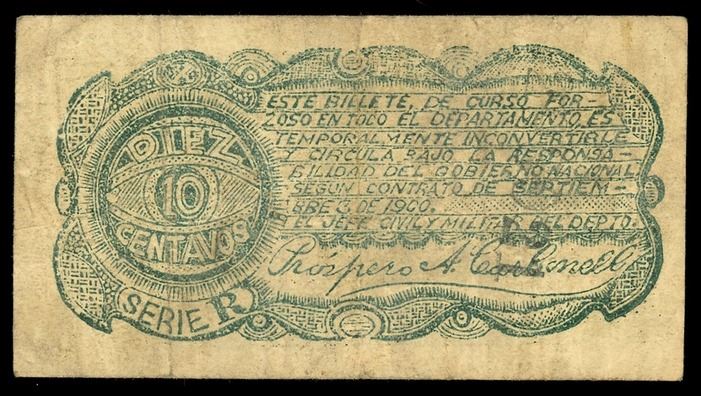 DIEZ
10
CENTAVOS
SERIE R
ESTE BILLETE, DE CURSO FOR-
ZOSO EN TODO EL DEPARTAMENTO, ES
TEMPORALMENTE INCONVERTIBLE
Y CIRCULA BAJO LA RESPONSA-
BILIDAD DEL GOBIERNO NACIONAL
SEGUN CONTRATO DE SEPTIEM-
BRE 6 DE 1900.
EL JEFE CIVIL Y MILITAR DEL DEPTO.
Próspero A. Carbonell